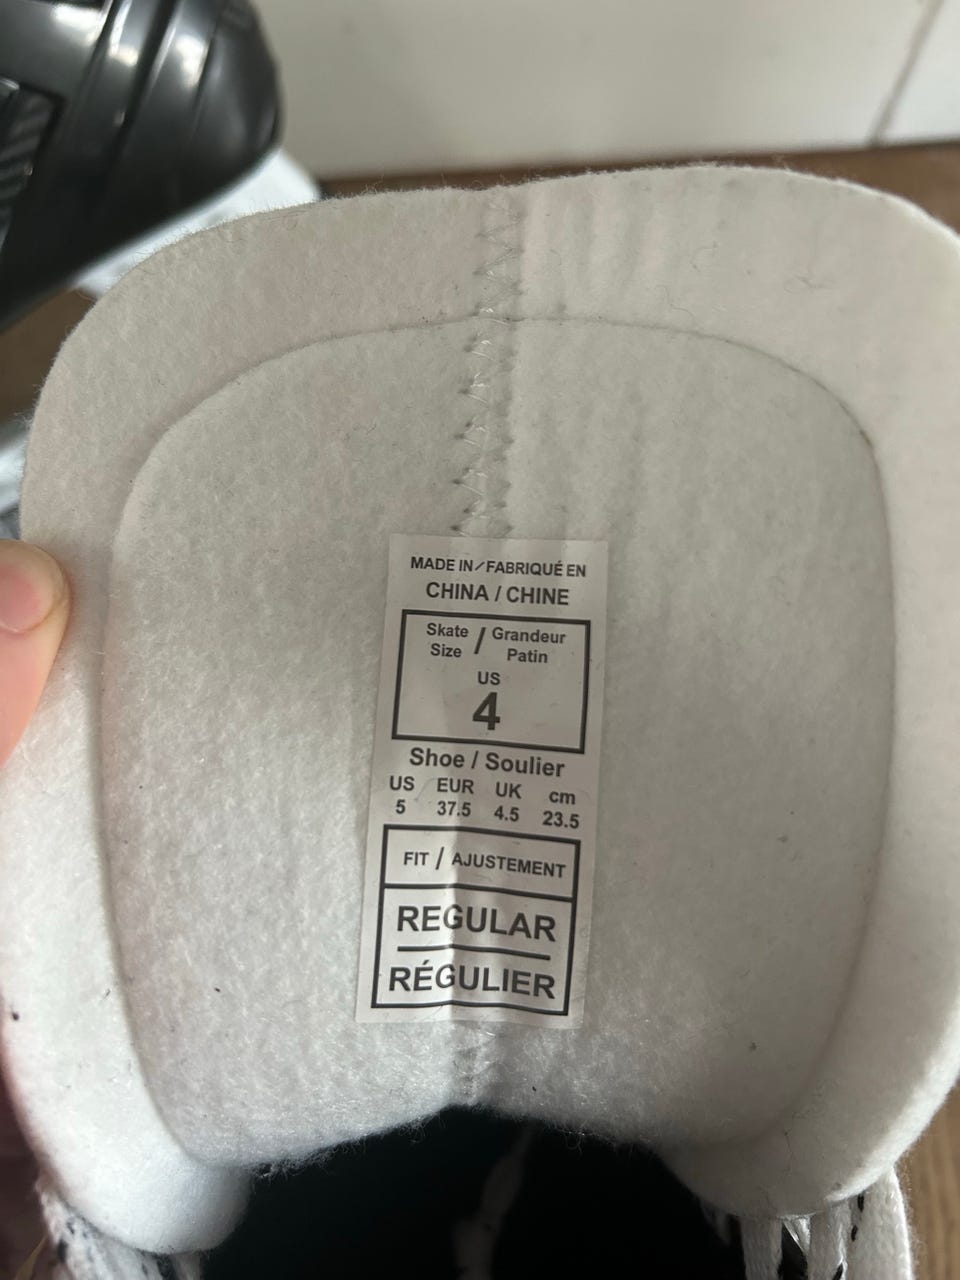 MADE IN/FABRIQUÉ EN
CHINA / CHINE
Skate Size / Grandeur Patin
US
4
Shoe / Soulier
US EUR UK cm
5 37.5 4.5 23.5
FIT / AJUSTEMENT
REGULAR
RÉGULIER